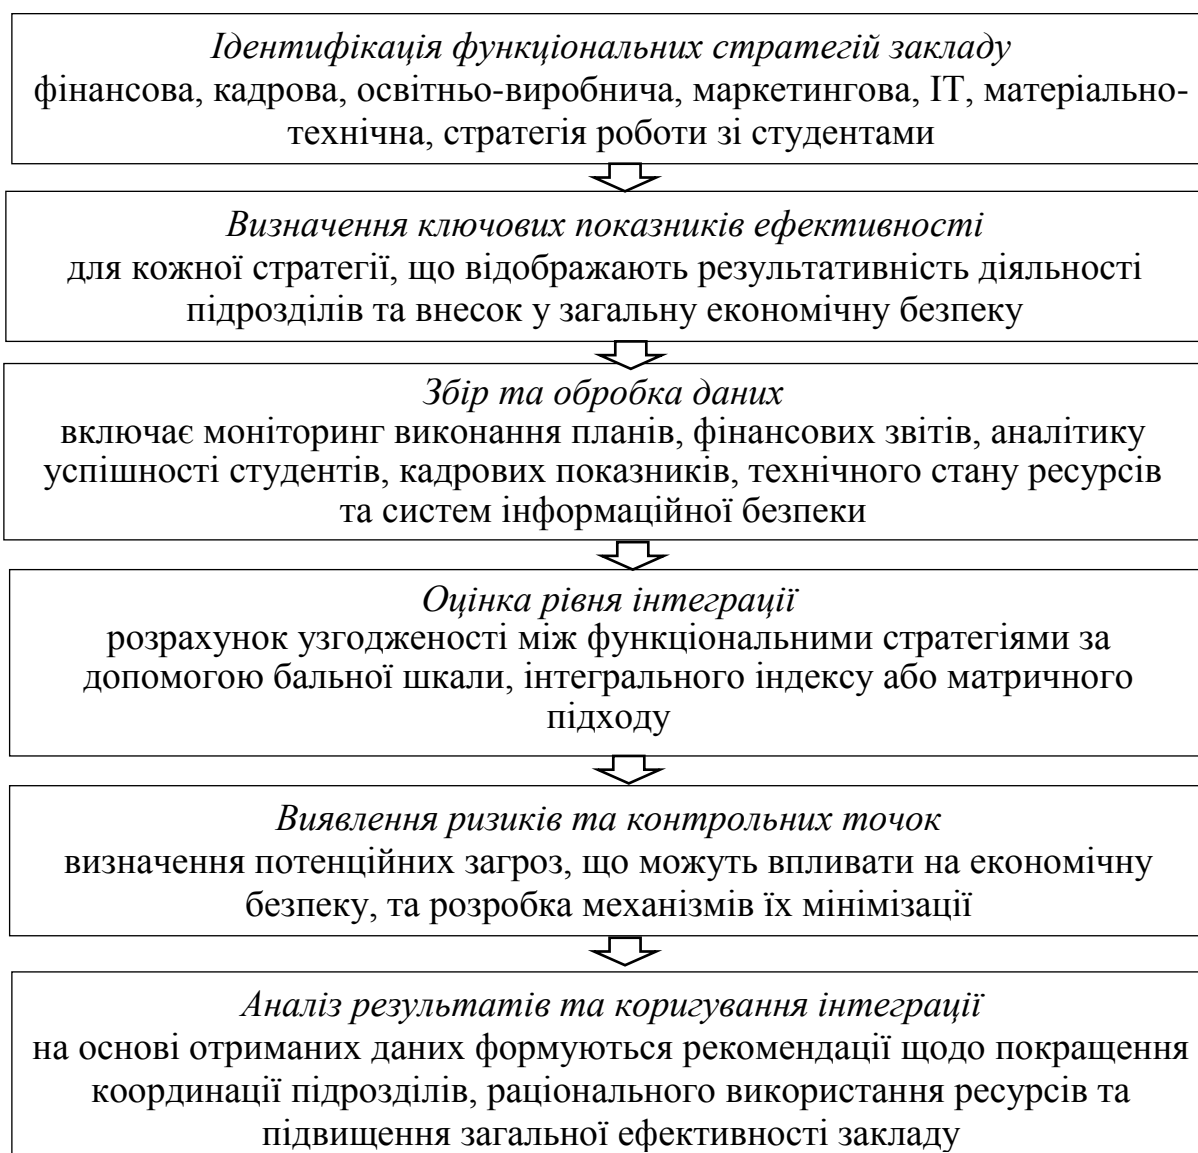 Ідентифікація функціональних стратегій закладу
фінансова, кадрова, освітньо-виробнича, маркетингова, ІТ, матеріально-
технічна, стратегія роботи зі студентами
Визначення ключових показників ефективності
для кожної стратегії, що відображають результативність діяльності
підрозділів та внесок у загальну економічну безпеку
Збір та обробка даних
включає моніторинг виконання планів, фінансових звітів, аналітику
успішності студентів, кадрових показників, технічного стану ресурсів
та систем інформаційної безпеки
Оцінка рівня інтеграції
розрахунок узгодженості між функціональними стратегіями за
допомогою бальної шкали, інтегрального індексу або матричного
підходу
Виявлення ризиків та контрольних точок
визначення потенційних загроз, що можуть впливати на економічну
безпеку, та розробка механізмів їх мінімізації
Аналіз результатів та коригування інтеграції
на основі отриманих даних формуються рекомендації щодо покращення
координації підрозділів, раціонального використання ресурсів та
підвищення загальної ефективності закладу